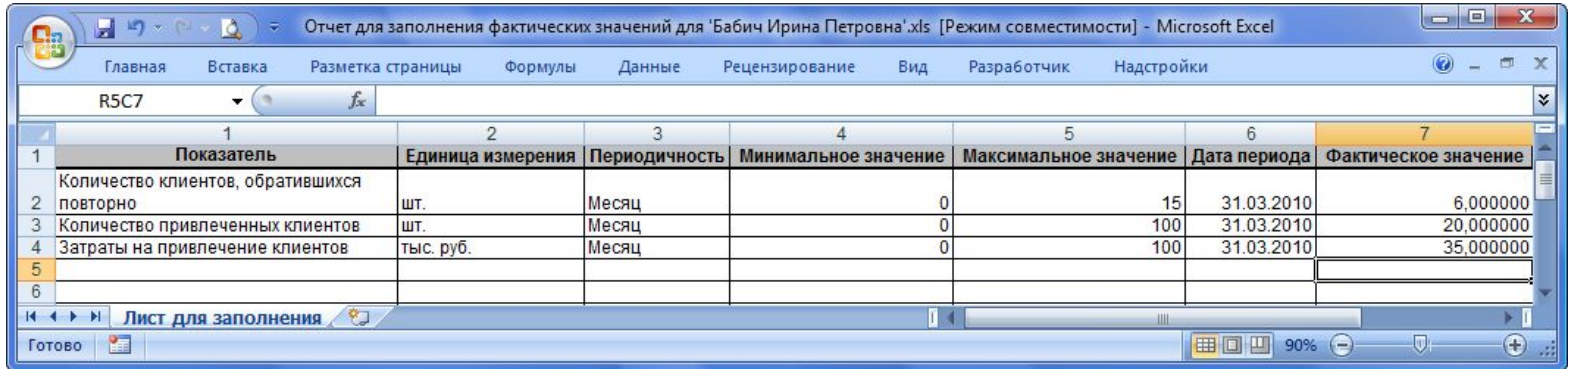 Отчет для заполнения фактических значений для 'Бабич Ирина Петровна'.xls [Режим совместимости] - Microsoft Excel
Главная Вставка Разметка страницы Формулы Данные Рецензирование Вид Разработчик Надстройки
R5C7 fx
1 2 3 4 5 6 7
1 Показатель Единица измерения Периодичность Минимальное значение Максимальное значение Дата периода Фактическое значение
Количество клиентов, обратившихся
2 повторно шт. Месяц 0 15 31.03.2010 6,000000
3 Количество привлеченных клиентов шт. Месяц 0 100 31.03.2010 20,000000
4 Затраты на привлечение клиентов тыс. руб. Месяц 0 100 31.03.2010 35,000000
5
6
Лист для заполнения
Готово 90%